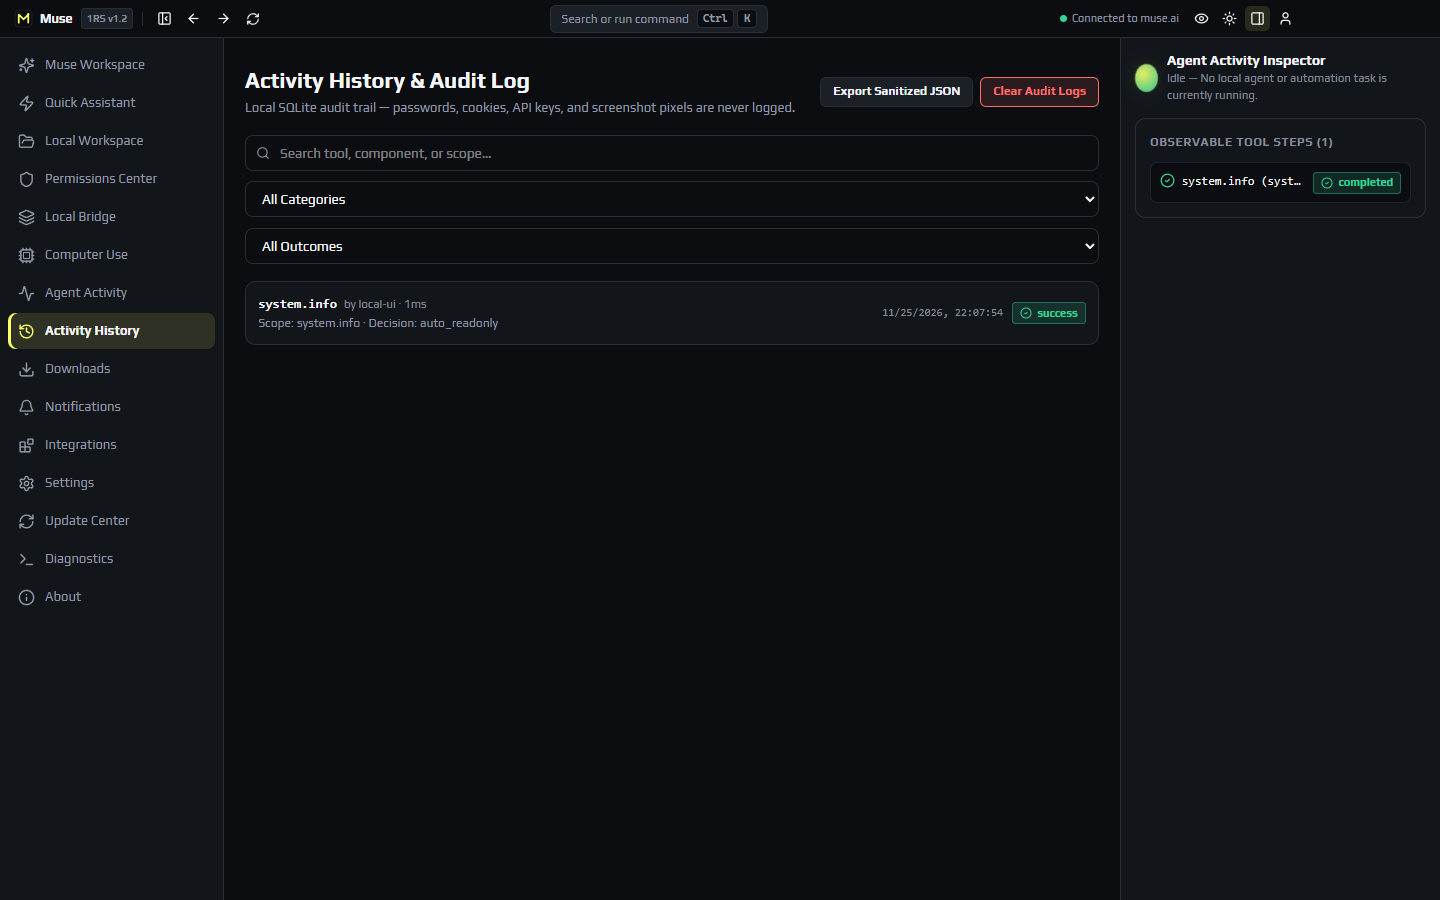 Muse 1RS v1.2
Search or run command Ctrl K
Connected to muse.ai
Muse Workspace
Quick Assistant
Local Workspace
Permissions Center
Local Bridge
Computer Use
Agent Activity
Activity History
Downloads
Notifications
Integrations
Settings
Update Center
Diagnostics
About
Activity History & Audit Log
Local SQLite audit trail — passwords, cookies, API keys, and screenshot pixels are never logged.
Export Sanitized JSON
Clear Audit Logs
Search tool, component, or scope...
All Categories
All Outcomes
system.info by local-ui · 1ms
Scope: system.info · Decision: auto_readonly
11/25/2026, 22:07:54
success
Agent Activity Inspector
Idle — No local agent or automation task is
currently running.
OBSERVABLE TOOL STEPS (1)
system.info (syst...
completed